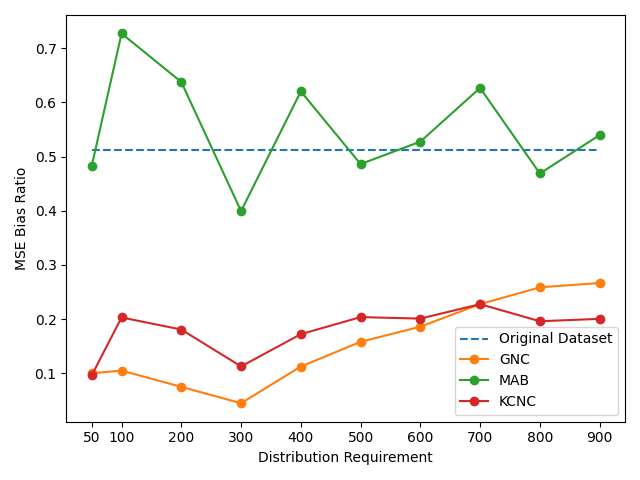 0.7
0.6
0.5
0.4
0.3
0.2
0.1
MSE Bias Ratio
Original Dataset
GNC
MAB
KCNC
50 100 200 300 400 500 600 700 800 900
Distribution Requirement